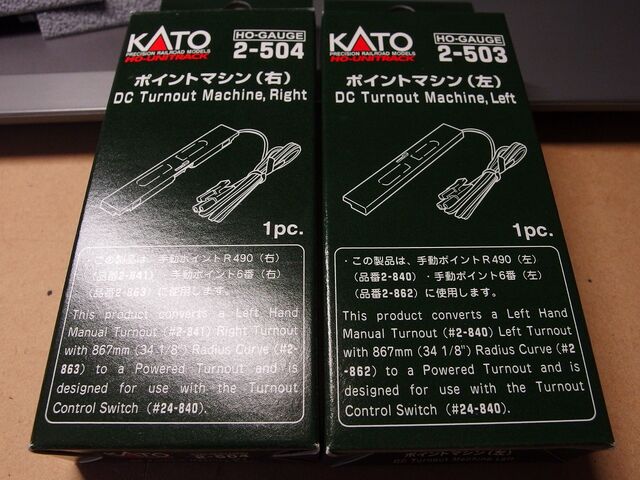 KATO
PRECISION RAILROAD MODELS
HO-UNITRACK
HO-GAUGE
2-504
ポイントマシン(右)
DC Turnout Machine, Right
1pc.
・この製品は、手動ポイントR490(右)
(品番2-841)・手動ポイント6番(右)
(品番2-863)に使用します。
This product converts a Left Hand
Manual Turnout (#2-841) Right Turnout
with 867mm (34 1/8") Radius Curve (#2-
863) to a Powered Turnout and is
designed for use with the Turnout
Control Switch (#24-840).
2-504
KATO
PRECISION RAILROAD MODELS
HO-UNITRACK
HO-GAUGE
2-503
ポイントマシン(左)
DC Turnout Machine, Left
1pc.
・この製品は、手動ポイントR490(左)
(品番2-840)・手動ポイント6番(左)
(品番2-862)に使用します。
This product converts a Left Hand
Manual Turnout (#2-840) Left Turnout
with 867mm (34 1/8") Radius Curve (#2
-862) to a Powered Turnout and is
designed for use with the Turnout
Control Switch (#24-840).
ポイントマシン(左)
DC Turnout Machine, Left